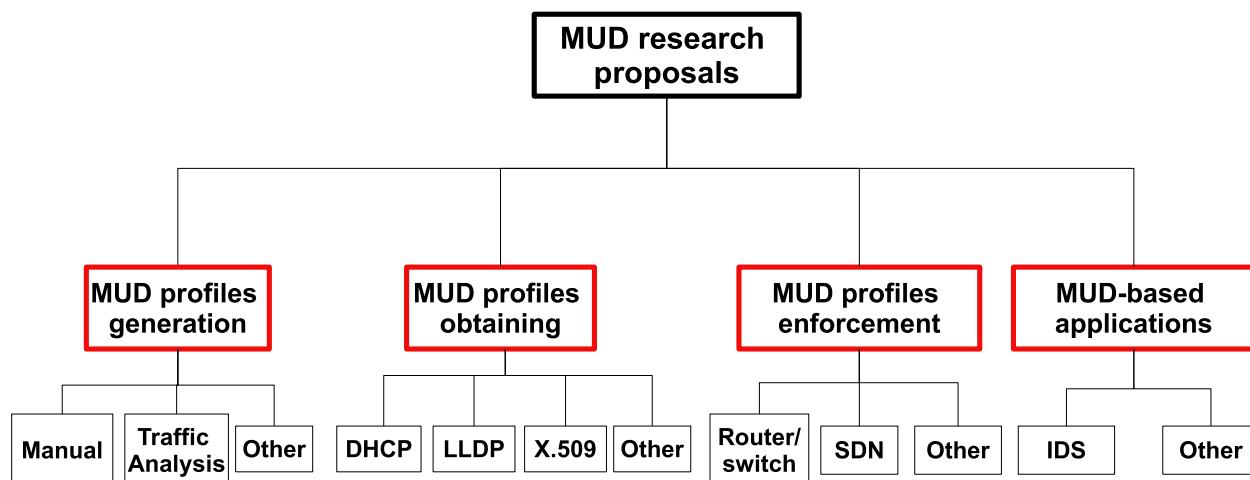 MUD research
proposals
MUD profiles
generation
MUD profiles
obtaining
MUD profiles
enforcement
MUD-based
applications
Manual
Traffic
Analysis
Other
DHCP
LLDP
X.509
Other
Router/
switch
SDN
Other
IDS
Other